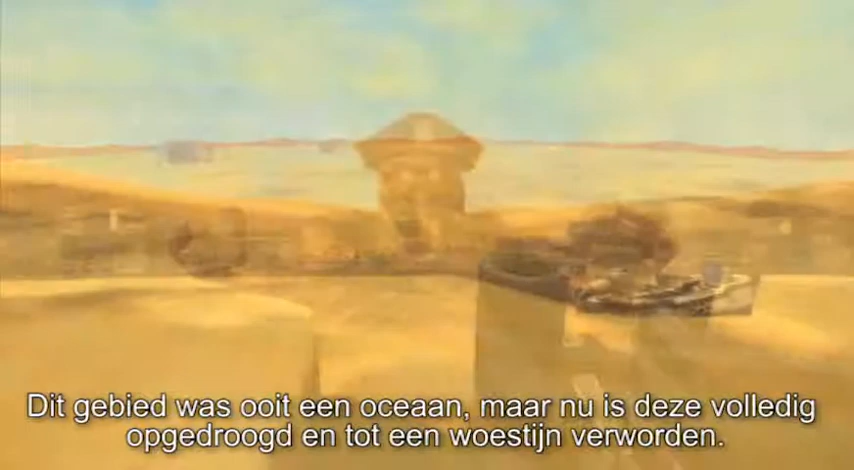 Dit gebied was ooit een oceaan, maar nu is deze volledig
opgedroogd en tot een woestijn verworden.